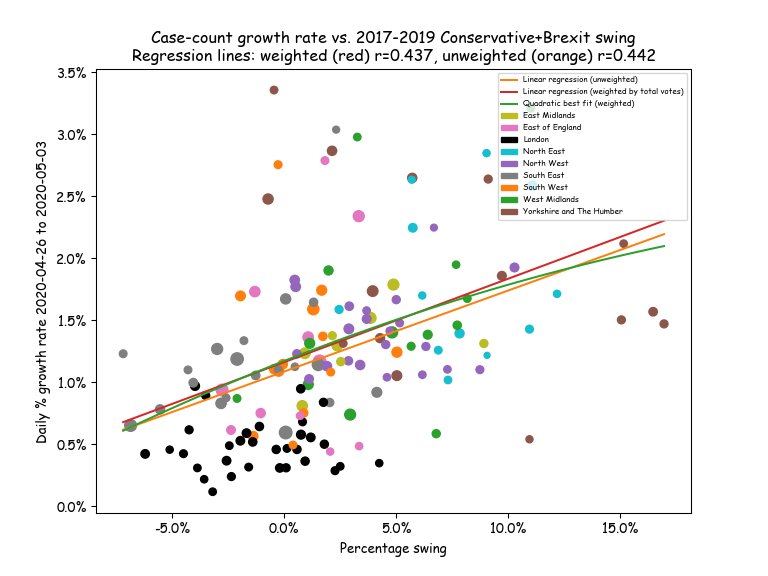 Case-count growth rate vs. 2017-2019 Conservative+Brexit swing
Regression lines: weighted (red) r=0.437, unweighted (orange) r=0.442
Linear regression (unweighted)
Linear regression (weighted by total votes)
Quadratic best fit (weighted)
East Midlands
East of England
London
North East
North West
South East
South West
West Midlands
Yorkshire and The Humber
Daily % growth rate 2020-04-26 to 2020-05-03
3.5%
3.0%
2.5%
2.0%
1.5%
1.0%
0.5%
0.0%
-5.0% 0.0% 5.0% 10.0% 15.0%
Percentage swing